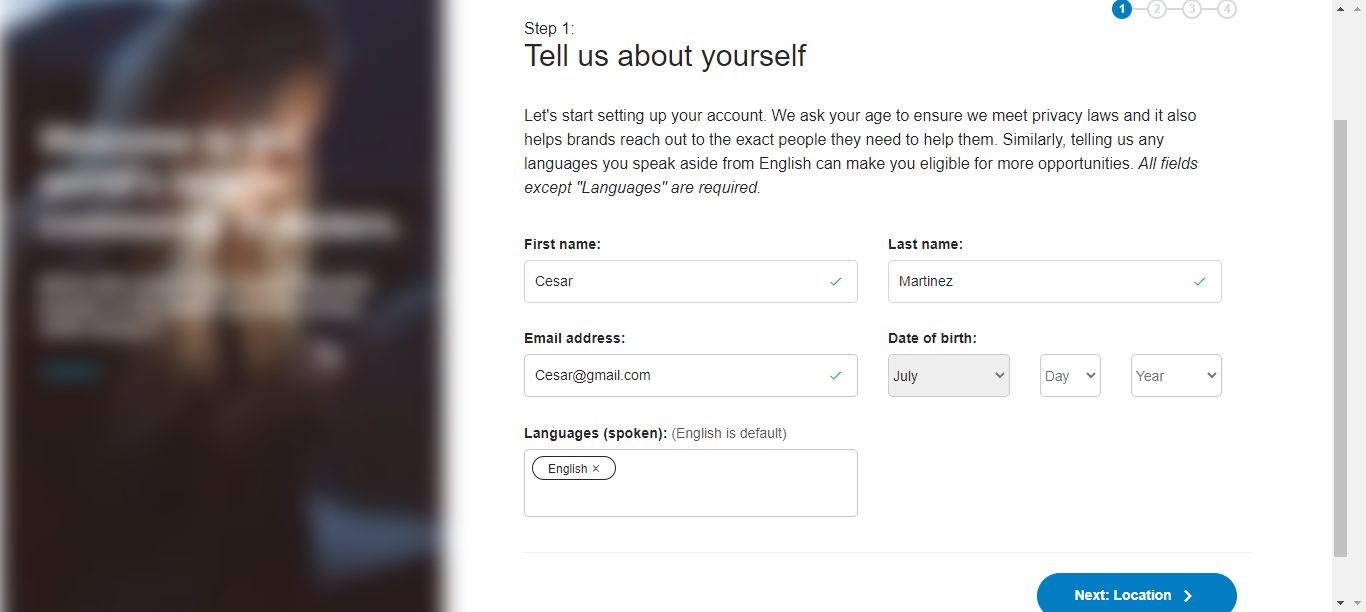 1 2 3 4
Step 1:
Tell us about yourself
Let's start setting up your account. We ask your age to ensure we meet privacy laws and it also
helps brands reach out to the exact people they need to help them. Similarly, telling us any
languages you speak aside from English can make you eligible for more opportunities. All fields
except "Languages" are required.
First name: Last name:
Cesar Martinez
Email address: Date of birth:
Cesar@gmail.com July Day Year
Languages (spoken): (English is default)
English ×
Next: Location